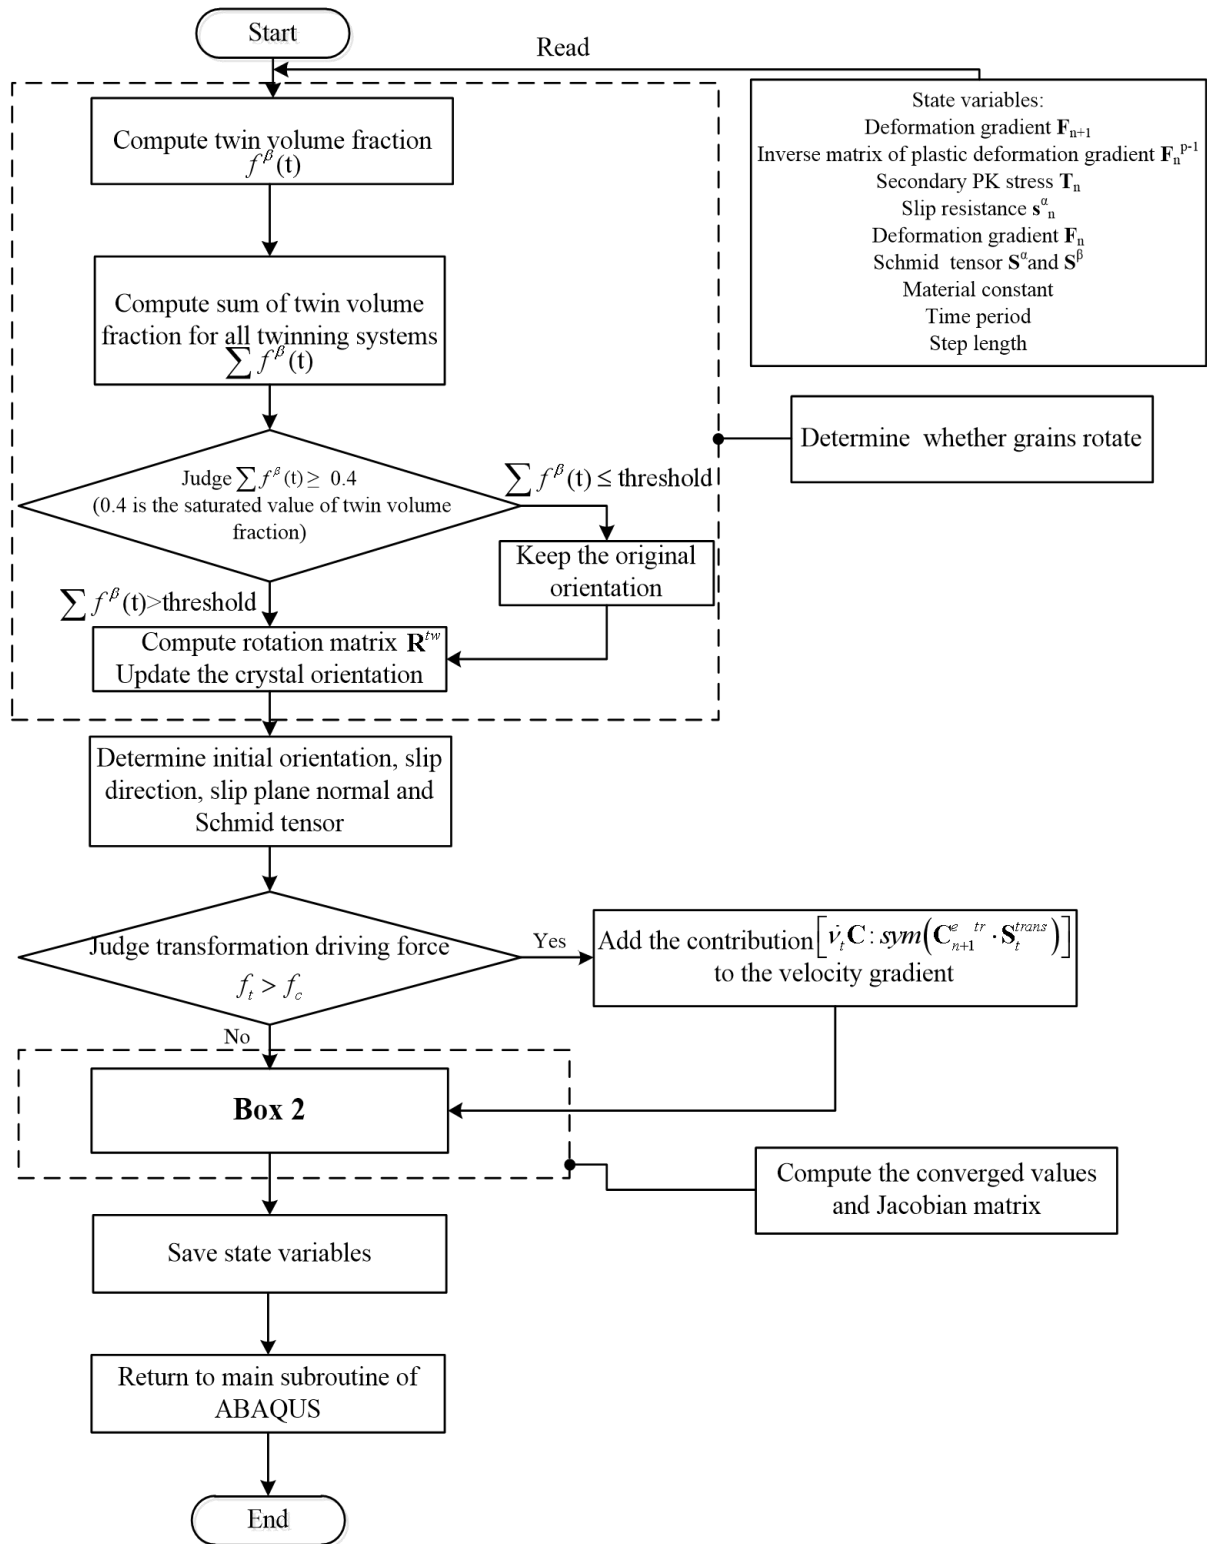 Start
Read
State variables:
Deformation gradient F_{n+1}
Inverse matrix of plastic deformation gradient F_n^{p-1}
Secondary PK stress T_n
Slip resistance s^α_n
Deformation gradient F_n
Schmid tensor S^α and S^β
Material constant
Time period
Step length
Compute twin volume fraction
f^β(t)
Compute sum of twin volume
fraction for all twinning systems
∑ f^β(t)
Determine whether grains rotate
Judge ∑ f^β(t) ≥ 0.4
(0.4 is the saturated value of twin volume
fraction)
∑ f^β(t) ≤ threshold
Keep the original
orientation
∑ f^β(t)>threshold
Compute rotation matrix R^{tw}
Update the crystal orientation
Determine initial orientation, slip
direction, slip plane normal and
Schmid tensor
Judge transformation driving force
f_t > f_c
Yes
Add the contribution [v̇_t C : sym(C_{n+1}^{e tr} · S_t^{trans})]
to the velocity gradient
No
Box 2
Compute the converged values
and Jacobian matrix
Save state variables
Return to main subroutine of
ABAQUS
End